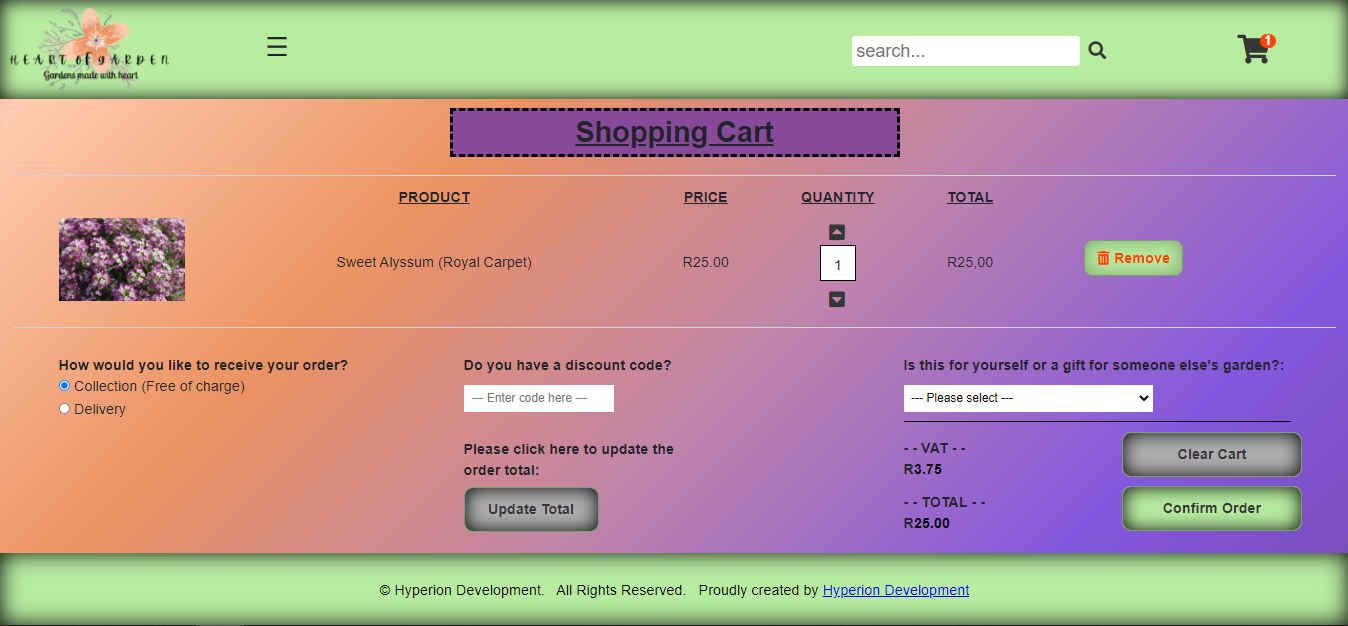 HEART of gARDEN
Gardens made with heart
☰
search...
1
Shopping Cart
PRODUCT PRICE QUANTITY TOTAL
Sweet Alyssum (Royal Carpet) R25.00 1 R25,00 Remove
How would you like to receive your order?
Collection (Free of charge)
Delivery
Do you have a discount code?
--- Enter code here ---
Please click here to update the
order total:
Update Total
Is this for yourself or a gift for someone else's garden?:
--- Please select ---
- - VAT - -
R3.75
Clear Cart
- - TOTAL - -
R25.00
Confirm Order
© Hyperion Development. All Rights Reserved. Proudly created by Hyperion Development